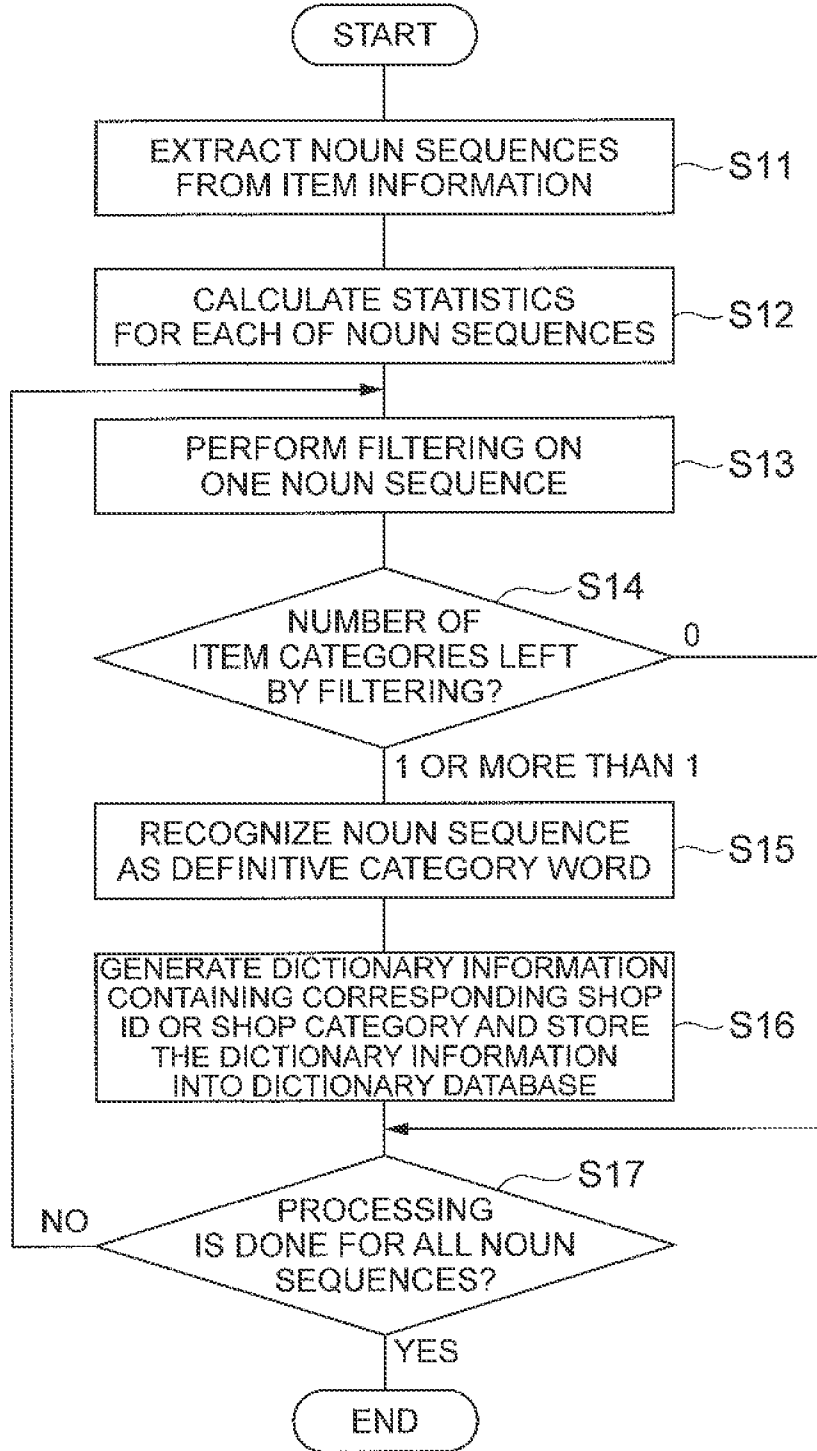 START
EXTRACT NOUN SEQUENCES
FROM ITEM INFORMATION
S11
CALCULATE STATISTICS
FOR EACH OF NOUN SEQUENCES
S12
PERFORM FILTERING ON
ONE NOUN SEQUENCE
S13
S14
NUMBER OF
ITEM CATEGORIES LEFT
BY FILTERING?
0
1 OR MORE THAN 1
RECOGNIZE NOUN SEQUENCE
AS DEFINITIVE CATEGORY WORD
S15
GENERATE DICTIONARY INFORMATION
CONTAINING CORRESPONDING SHOP
ID OR SHOP CATEGORY AND STORE
THE DICTIONARY INFORMATION
INTO DICTIONARY DATABASE
S16
S17
PROCESSING
IS DONE FOR ALL NOUN
SEQUENCES?
NO
YES
END